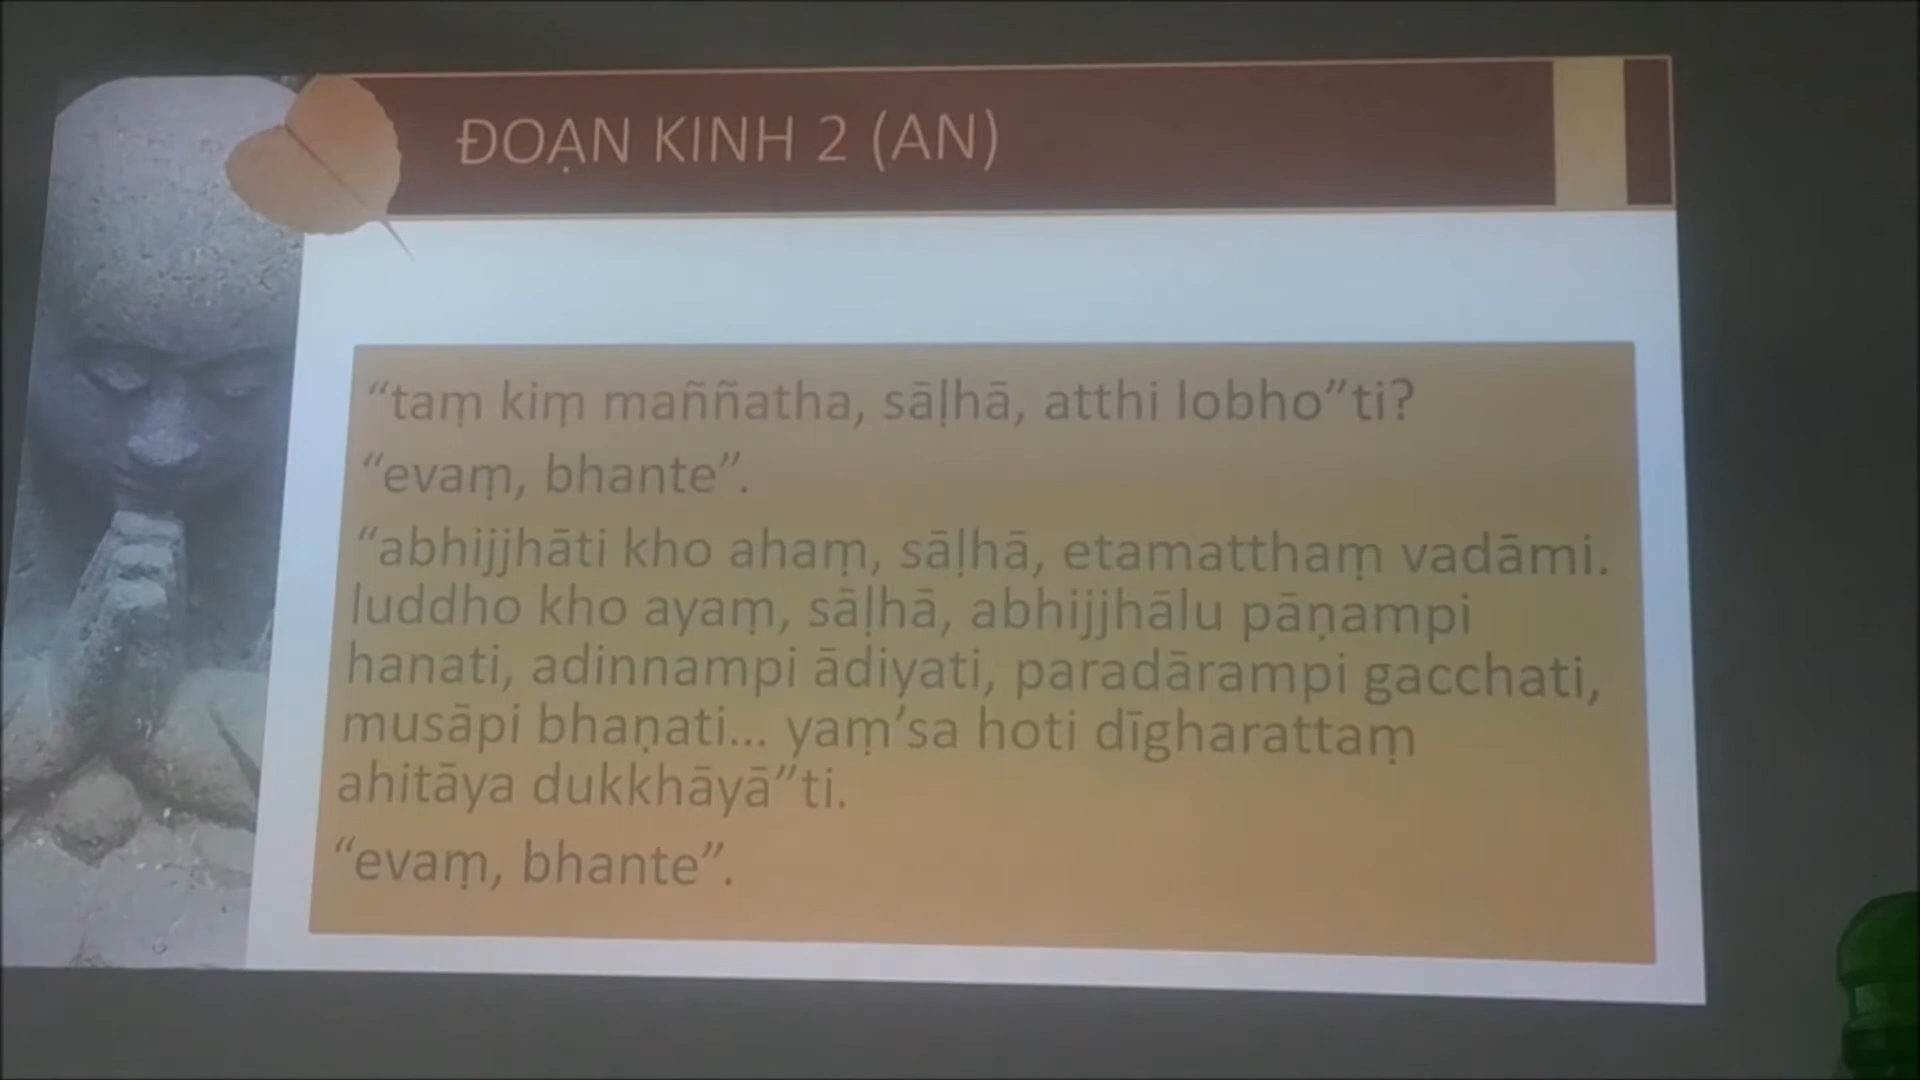 ĐOẠN KINH 2 (AN)
“taṃ kiṃ maññatha, sāḷhā, atthi lobho”ti?
“evaṃ, bhante”.
“abhijjhāti kho ahaṃ, sāḷhā, etamatthaṃ vadāmi.
luddho kho ayaṃ, sāḷhā, abhijjhālu pāṇampi
hanati, adinnampi ādiyati, paradārampi gacchati,
musāpi bhaṇati... yaṃ’sa hoti dīgharattaṃ
ahitāya dukkhāyā”ti.
“evaṃ, bhante”.